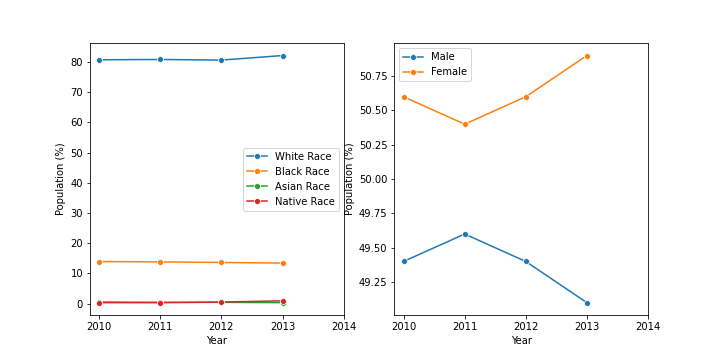 80
70
60
50
40
30
20
10
0
Population (%)
2010 2011 2012 2013 2014
Year
White Race
Black Race
Asian Race
Native Race
50.75
50.50
50.25
50.00
49.75
49.50
49.25
Population (%)
2010 2011 2012 2013 2014
Year
Male
Female